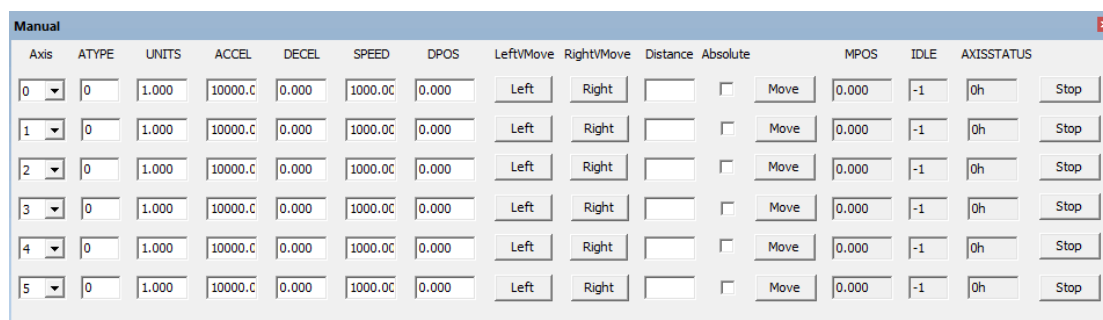 Manual
Axis ATYPE UNITS ACCEL DECEL SPEED DPOS LeftVMove RightVMove Distance Absolute MPOS IDLE AXISSTATUS
0 0 1.000 10000.0 0.000 1000.00 0.000 Left Right Move 0.000 -1 0h Stop
1 0 1.000 10000.0 0.000 1000.00 0.000 Left Right Move 0.000 -1 0h Stop
2 0 1.000 10000.0 0.000 1000.00 0.000 Left Right Move 0.000 -1 0h Stop
3 0 1.000 10000.0 0.000 1000.00 0.000 Left Right Move 0.000 -1 0h Stop
4 0 1.000 10000.0 0.000 1000.00 0.000 Left Right Move 0.000 -1 0h Stop
5 0 1.000 10000.0 0.000 1000.00 0.000 Left Right Move 0.000 -1 0h Stop